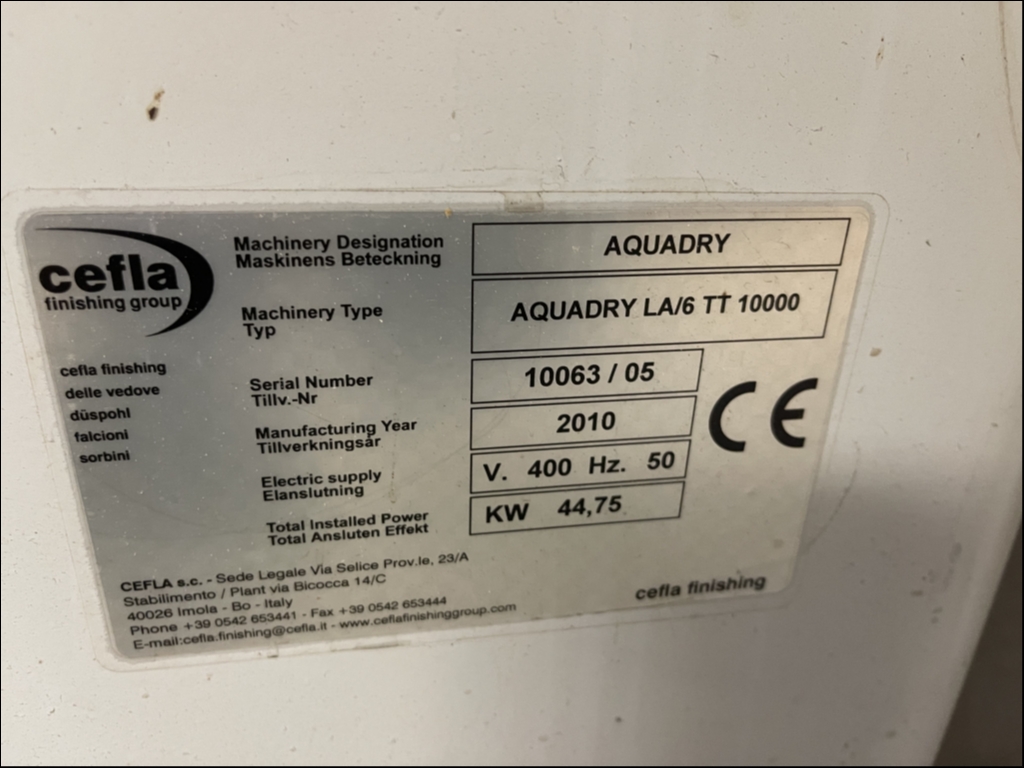 cefla
finishing group
cefla finishing
delle vedove
düspohl
falcioni
sorbini
Machinery Designation
Maskinens Beteckning
AQUADRY
Machinery Type
Typ
AQUADRY LA/6 TT 10000
Serial Number
Tillv.-Nr
10063 / 05
Manufacturing Year
Tillverkningsår
2010
Electric supply
Elanslutning
V. 400 Hz. 50
Total Installed Power
Total Ansluten Effekt
KW 44,75
CE
CEFLA s.c. - Sede Legale Via Selice Prov.le, 23/A
Stabilimento / Plant via Bicocca 14/C
40026 Imola - Bo - Italy
Phone +39 0542 653441 - Fax +39 0542 653444
E-mail:cefla.finishing@cefla.it - www.ceflafinishinggroup.com
cefla finishing